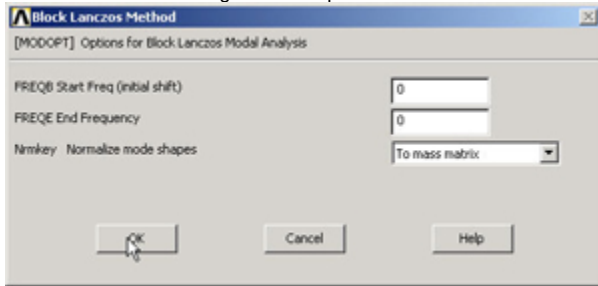 Block Lanczos Method
[MODOPT] Options for Block Lanczos Modal Analysis
FREQB Start Freq (initial shift)
0
FREQE End Frequency
0
Nrmkey Normalize mode shapes
To mass matrix
OK
Cancel
Help